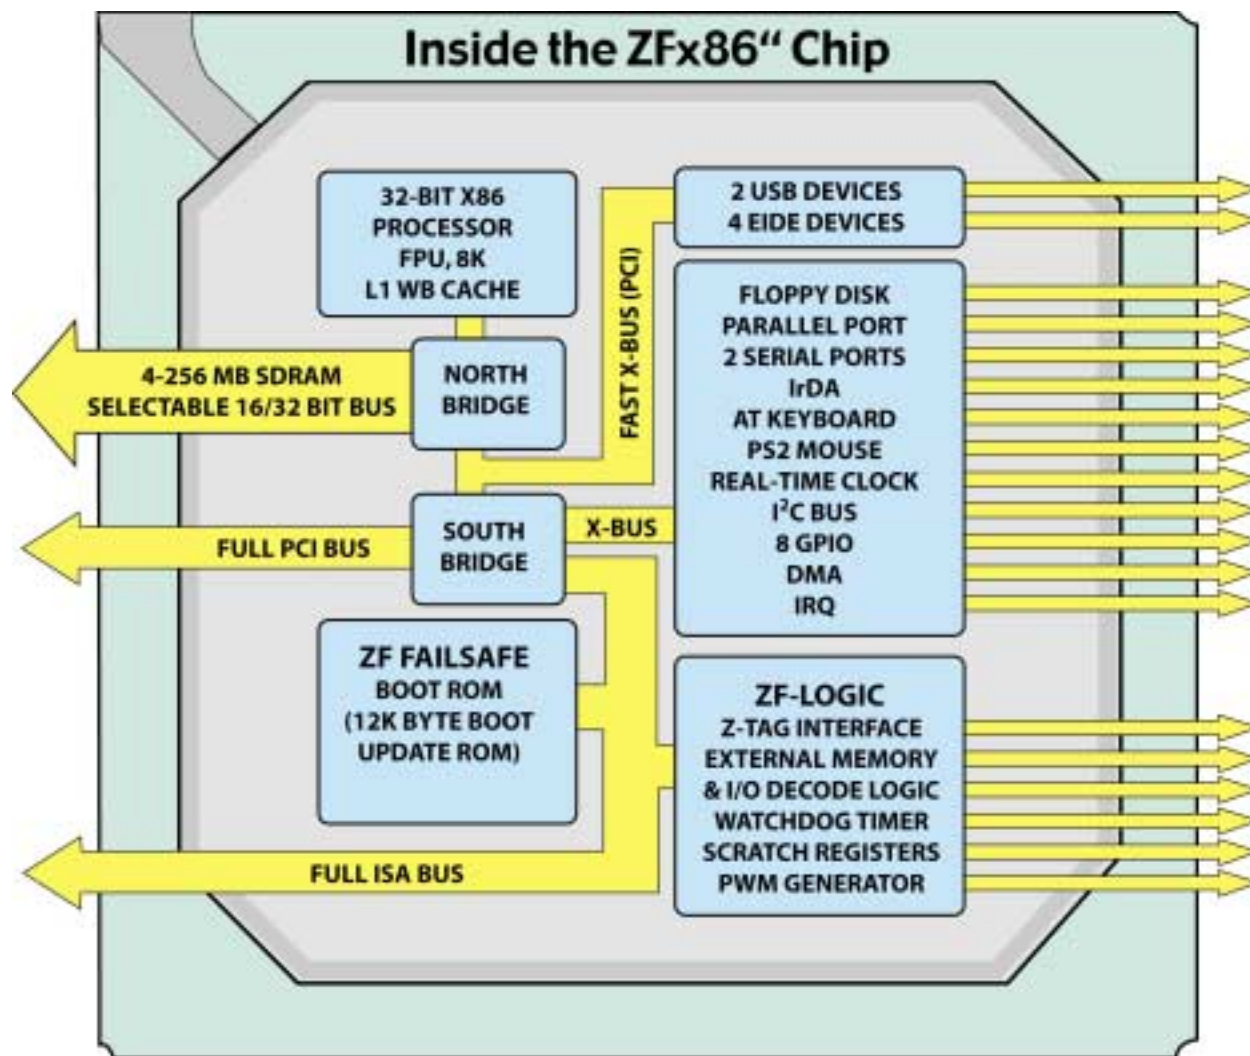 Inside the ZFx86“ Chip
32-BIT X86
PROCESSOR
FPU, 8K
L1 WB CACHE
2 USB DEVICES
4 EIDE DEVICES
FAST X-BUS (PCI)
4-256 MB SDRAM
SELECTABLE 16/32 BIT BUS
NORTH
BRIDGE
FLOPPY DISK
PARALLEL PORT
2 SERIAL PORTS
IrDA
AT KEYBOARD
PS2 MOUSE
REAL-TIME CLOCK
I²C BUS
8 GPIO
DMA
IRQ
FULL PCI BUS
SOUTH
BRIDGE
X-BUS
ZF FAILSAFE
BOOT ROM
(12K BYTE BOOT
UPDATE ROM)
ZF-LOGIC
Z-TAG INTERFACE
EXTERNAL MEMORY
& I/O DECODE LOGIC
WATCHDOG TIMER
SCRATCH REGISTERS
PWM GENERATOR
FULL ISA BUS